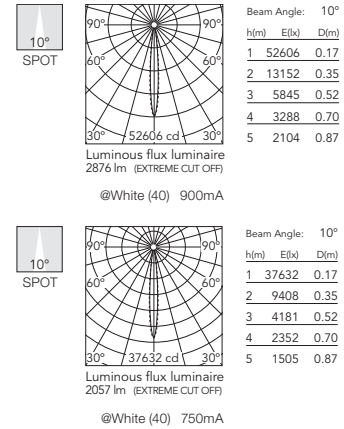 10°
SPOT
90° 90°
60° 60°
30° 52606 cd 30°
Luminous flux luminaire
2876 lm (EXTREME CUT OFF)
@White (40) 900mA
Beam Angle: 10°
h(m) E(lx) D(m)
1 52606 0.17
2 13152 0.35
3 5845 0.52
4 3288 0.70
5 2104 0.87
10°
SPOT
90° 90°
60° 60°
30° 37632 cd 30°
Luminous flux luminaire
2057 lm (EXTREME CUT OFF)
@White (40) 750mA
Beam Angle: 10°
h(m) E(lx) D(m)
1 37632 0.17
2 9408 0.35
3 4181 0.52
4 2352 0.70
5 1505 0.87